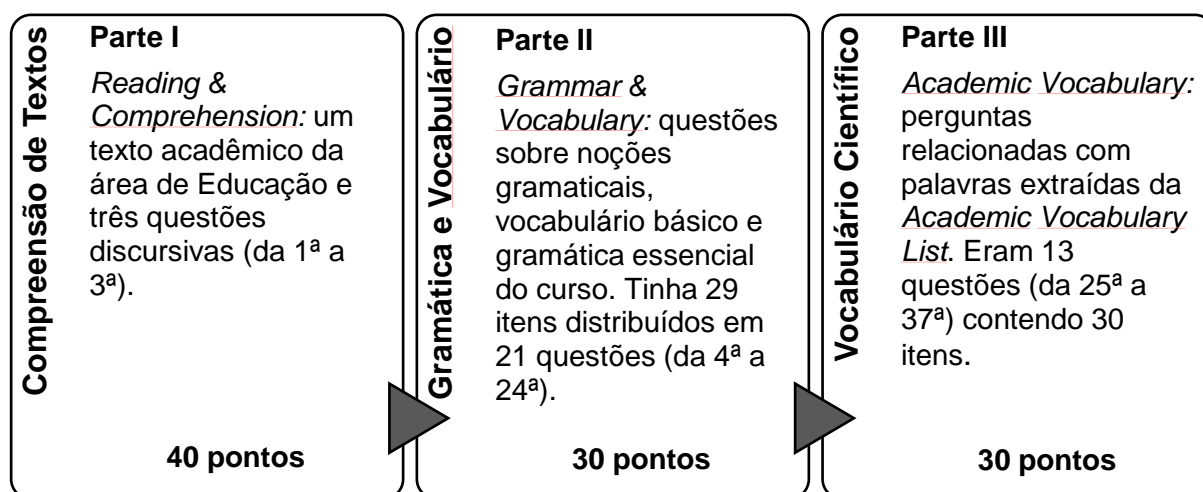 Compreensão de Textos
Parte I
Reading &
Comprehension: um
texto acadêmico da
área de Educação e
três questões
discursivas (da 1ª a
3ª).
40 pontos
Gramática e Vocabulário
Parte II
Grammar &
Vocabulary: questões
sobre noções
gramaticais,
vocabulário básico e
gramática essencial
do curso. Tinha 29
itens distribuídos em
21 questões (da 4ª a
24ª).
30 pontos
Vocabulário Científico
Parte III
Academic Vocabulary:
perguntas
relacionadas com
palavras extraídas da
Academic Vocabulary
List. Eram 13
questões (da 25ª a
37ª) contendo 30
itens.
30 pontos